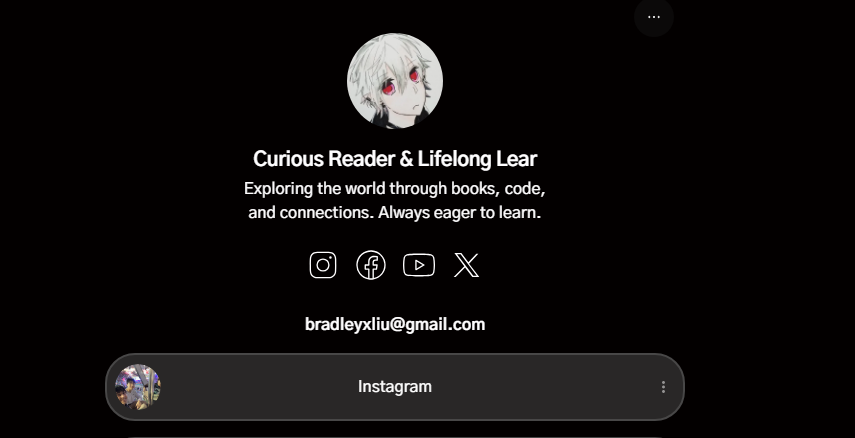 Curious Reader & Lifelong Lear
Exploring the world through books, code,
and connections. Always eager to learn.
bradleyxliu@gmail.com
Instagram